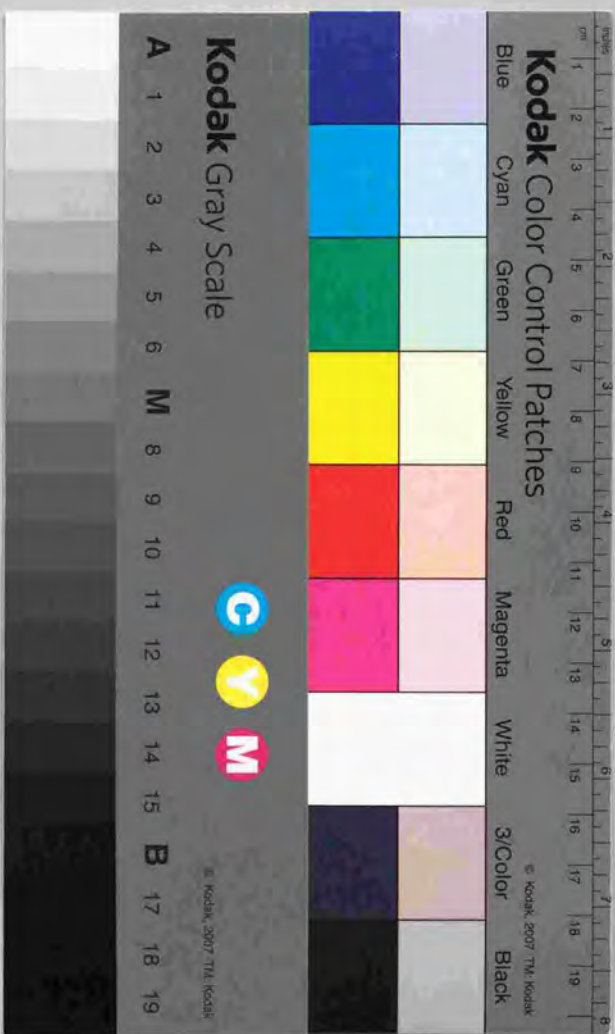 inches 1 2 3 4 5 6 7 8
cm 1 2 3 4 5 6 7 8 9 10 11 12 13 14 15 16 17 18 19
Kodak Color Control Patches
© Kodak, 2007 TM: Kodak
Blue Cyan Green Yellow Red Magenta White 3/Color Black
Kodak Gray Scale
C Y M
© Kodak, 2007 TM: Kodak
A 1 2 3 4 5 6 M 8 9 10 11 12 13 14 15 B 17 18 19